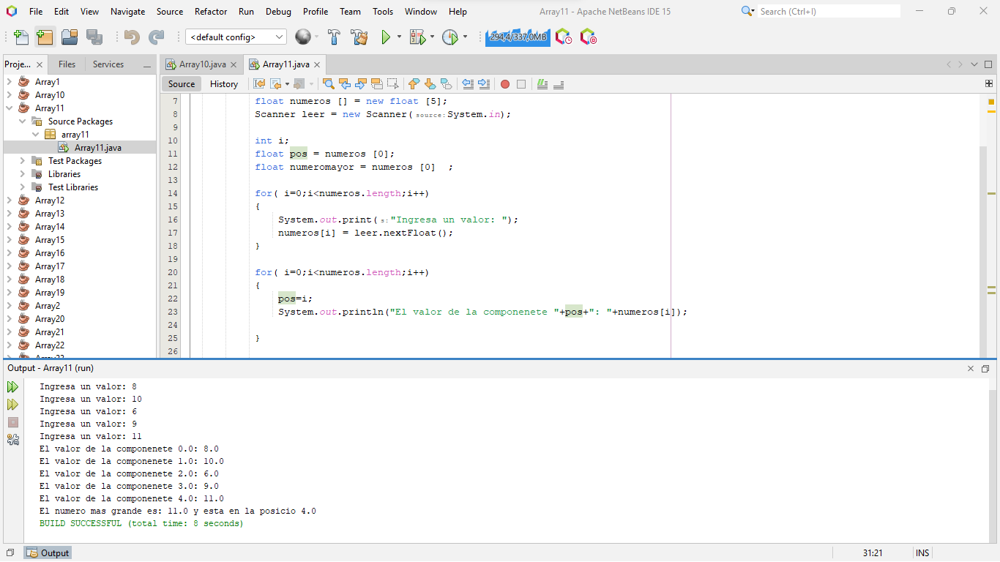 File Edit View Navigate Source Refactor Run Debug Profile Team Tools Window Help Array11 - Apache NetBeans IDE 15 Search (Ctrl+I)
<default config> 294,4/337,0MB
Proje... Files Services
Array1
Array10
Array11
Source Packages
array11
Array11.java
Test Packages
Libraries
Test Libraries
Array12
Array13
Array14
Array15
Array16
Array17
Array18
Array19
Array2
Array20
Array21
Array22
Array10.java Array11.java
Source History
7 float numeros [] = new float [5];
8 Scanner leer = new Scanner(source:System.in);
9
10 int i;
11 float pos = numeros [0];
12 float numeromayor = numeros [0]  ;
13
14 for( i=0;i<numeros.length;i++)
15 {
16 System.out.print(s:"Ingresa un valor: ");
17 numeros[i] = leer.nextFloat();
18 }
19
20 for( i=0;i<numeros.length;i++)
21 {
22 pos=i;
23 System.out.println("El valor de la componenete "+pos+": "+numeros[i]);
24
25 }
26
Output - Array11 (run)
Ingresa un valor: 8
Ingresa un valor: 10
Ingresa un valor: 6
Ingresa un valor: 9
Ingresa un valor: 11
El valor de la componenete 0.0: 8.0
El valor de la componenete 1.0: 10.0
El valor de la componenete 2.0: 6.0
El valor de la componenete 3.0: 9.0
El valor de la componenete 4.0: 11.0
El numero mas grande es: 11.0 y esta en la posicio 4.0
BUILD SUCCESSFUL (total time: 8 seconds)
Output 31:21 INS